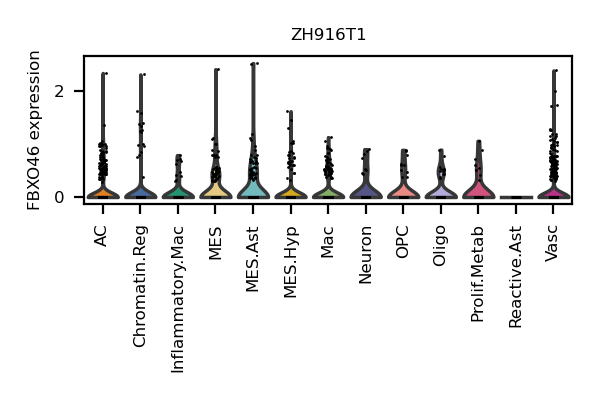 ZH916T1
FBXO46 expression
2
0
AC
Chromatin.Reg
Inflammatory.Mac
MES
MES.Ast
MES.Hyp
Mac
Neuron
OPC
Oligo
Prolif.Metab
Reactive.Ast
Vasc